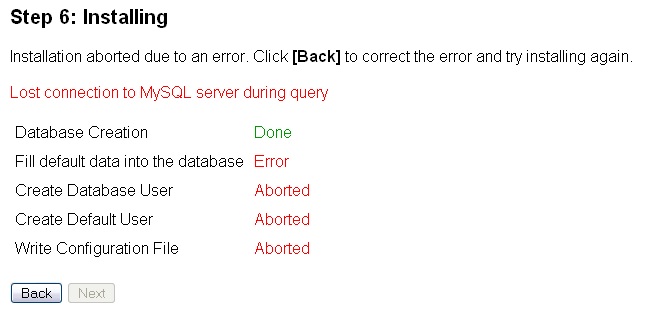 Step 6: Installing
Installation aborted due to an error. Click [Back] to correct the error and try installing again.
Lost connection to MySQL server during query
Database Creation Done
Fill default data into the database Error
Create Database User Aborted
Create Default User Aborted
Write Configuration File Aborted
Back Next